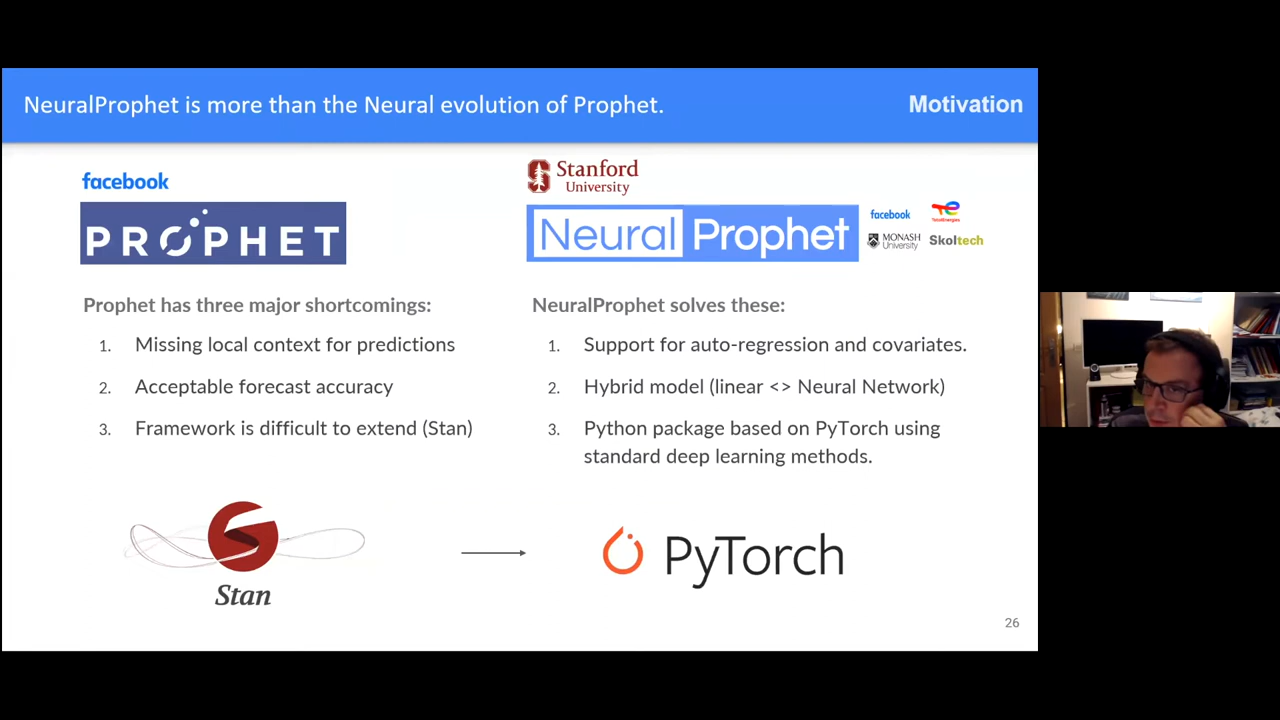 NeuralProphet is more than the Neural evolution of Prophet.
Motivation
facebook
PROPHET
Stanford
University
Neural Prophet
facebook
TotalEnergies
MONASH
University
Skoltech
Prophet has three major shortcomings:
1. Missing local context for predictions
2. Acceptable forecast accuracy
3. Framework is difficult to extend (Stan)
NeuralProphet solves these:
1. Support for auto-regression and covariates.
2. Hybrid model (linear <> Neural Network)
3. Python package based on PyTorch using
standard deep learning methods.
Stan
PyTorch
26